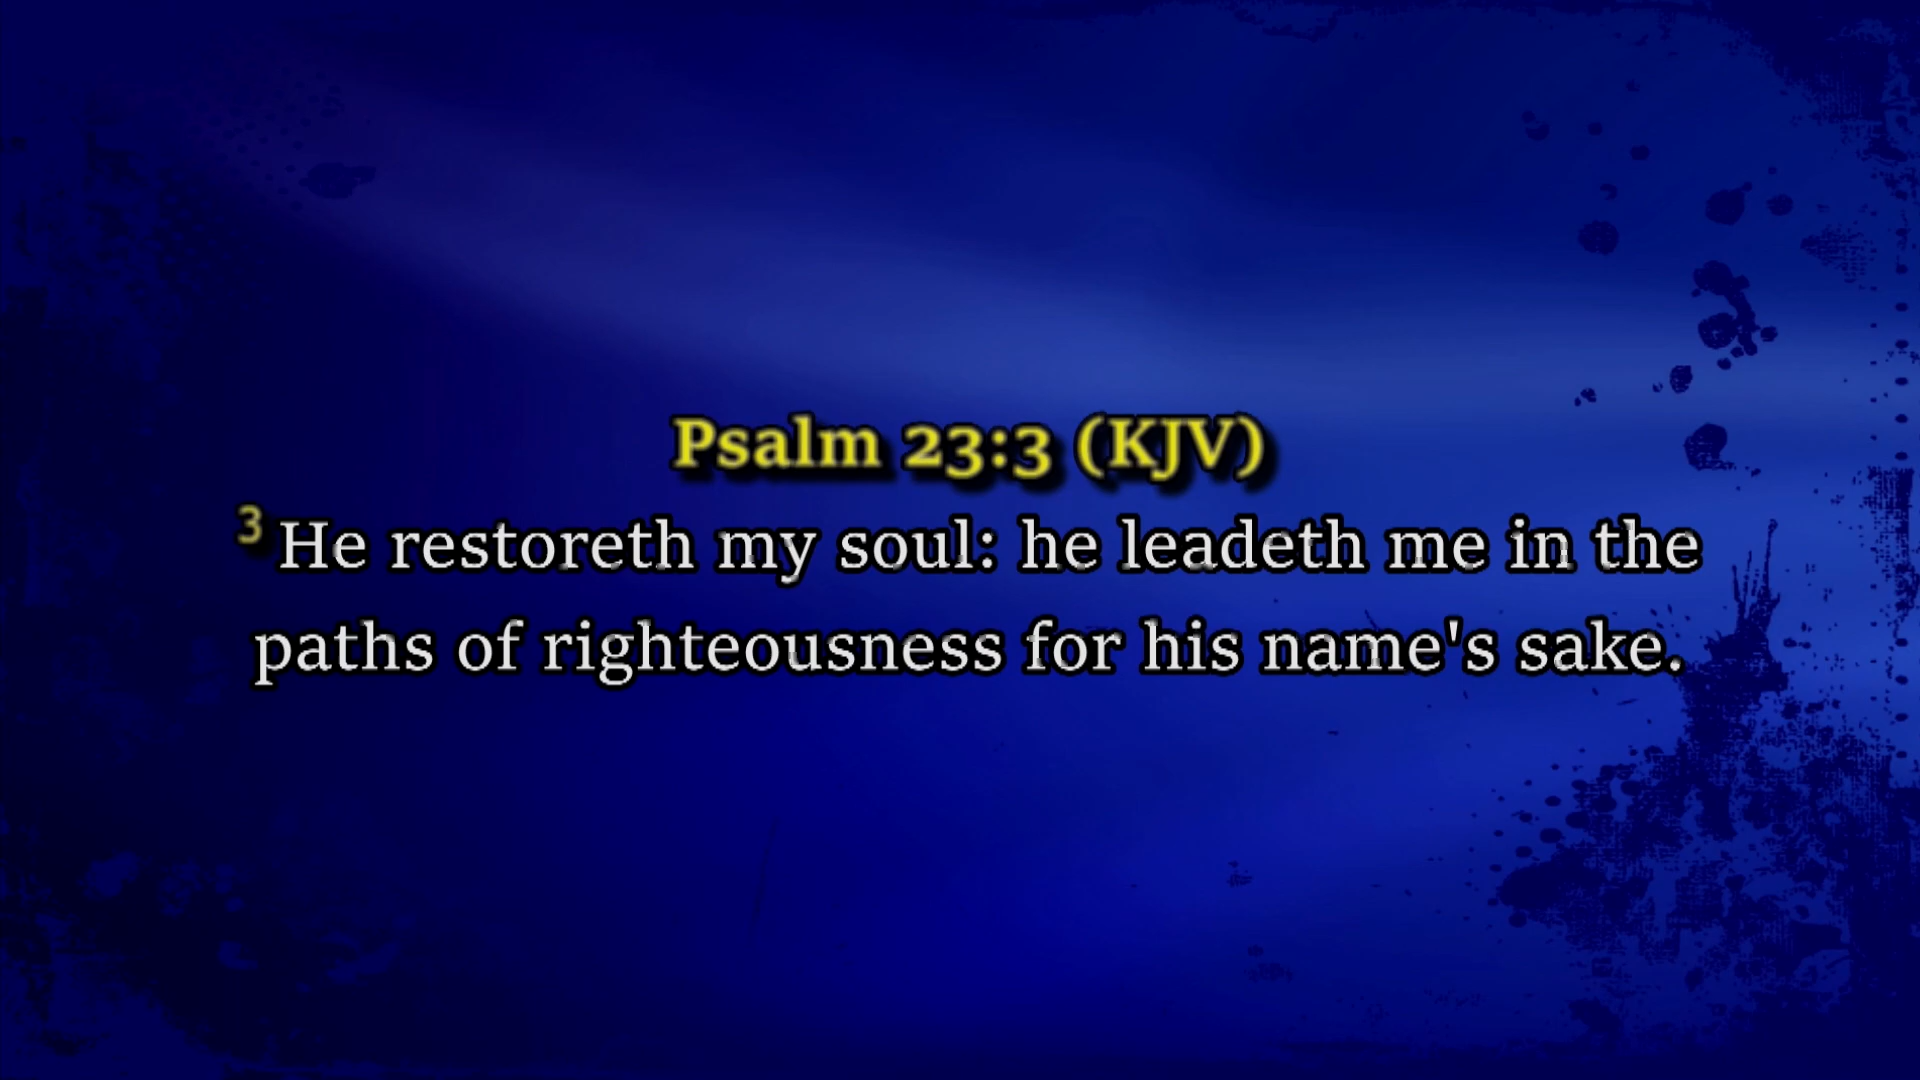 Psalm 23:3 (KJV)
3 He restoreth my soul: he leadeth me in the
paths of righteousness for his name's sake.